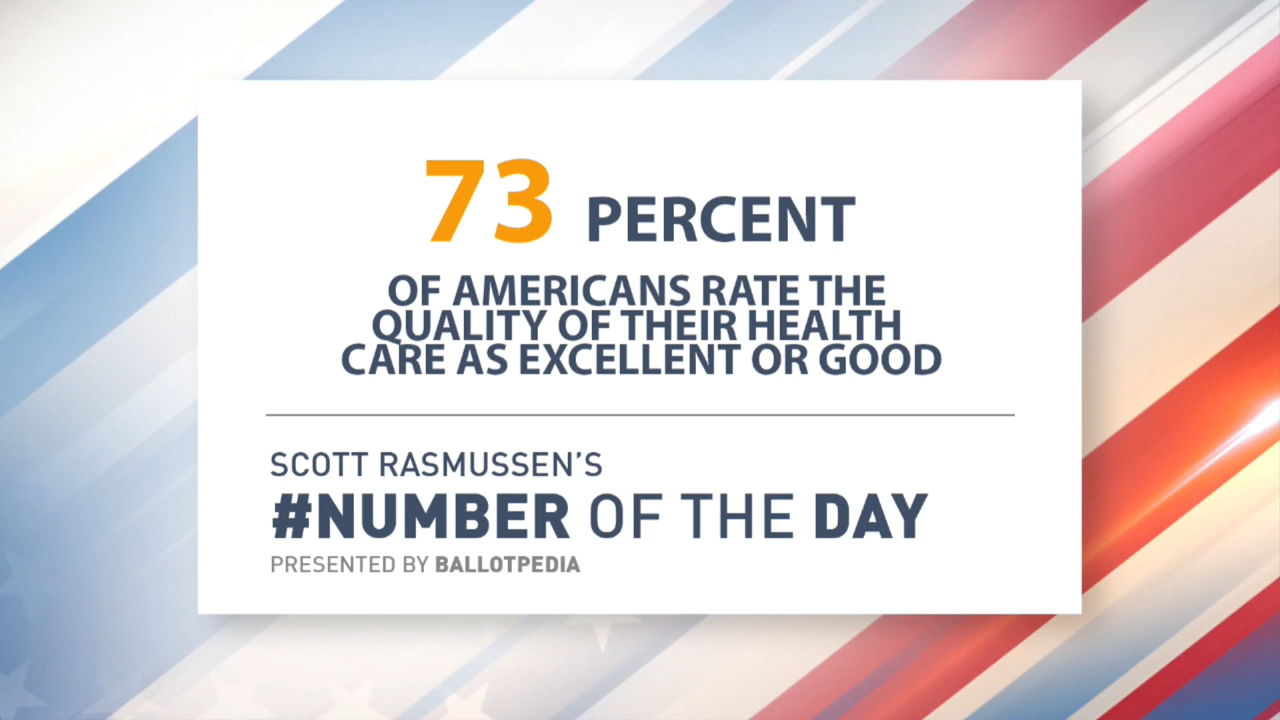 73 PERCENT
OF AMERICANS RATE THE
QUALITY OF THEIR HEALTH
CARE AS EXCELLENT OR GOOD
SCOTT RASMUSSEN'S
#NUMBER OF THE DAY
PRESENTED BY BALLOTPEDIA